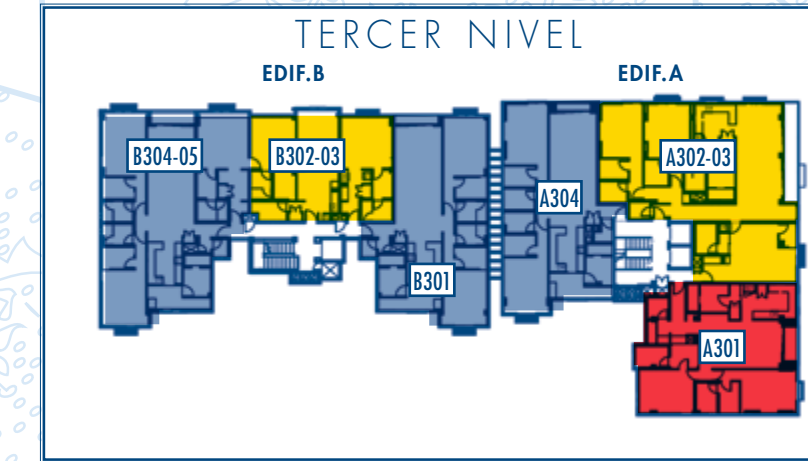 TERCER NIVEL
EDIF.B
EDIF.A
B304-05
B302-03
A302-03
A304
B301
A301